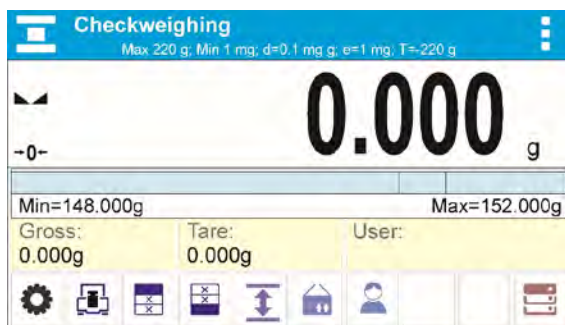 Checkweighing
Max 220 g; Min 1 mg; d=0.1 mg g; e=1 mg; T=-220 g
→0←
0.000 g
Min=148.000g Max=152.000g
Gross: Tare: User:
0.000g 0.000g